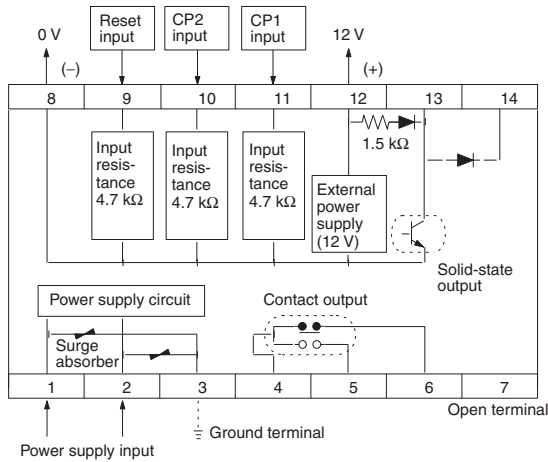 0 V
Reset
input
CP2
input
CP1
input
12 V
(−)
(+)
8 9 10 11 12 13 14
Input
resis-
tance
4.7 kΩ
Input
resis-
tance
4.7 kΩ
Input
resis-
tance
4.7 kΩ
1.5 kΩ
External
power
supply
(12 V)
Solid-state
output
Power supply circuit
Contact output
Surge
absorber
1 2 3 4 5 6 7
Open terminal
Ground terminal
Power supply input